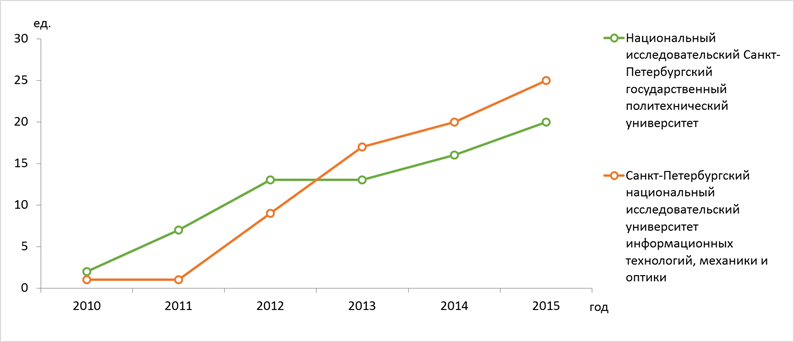 ед.
30
25
20
15
10
5
0
2010 2011 2012 2013 2014 2015 год
Национальный
исследовательский Санкт-
Петербургский
государственный
политехнический
университет
Санкт-Петербургский
национальный
исследовательский
университет
информационных
технологий, механики и
оптики